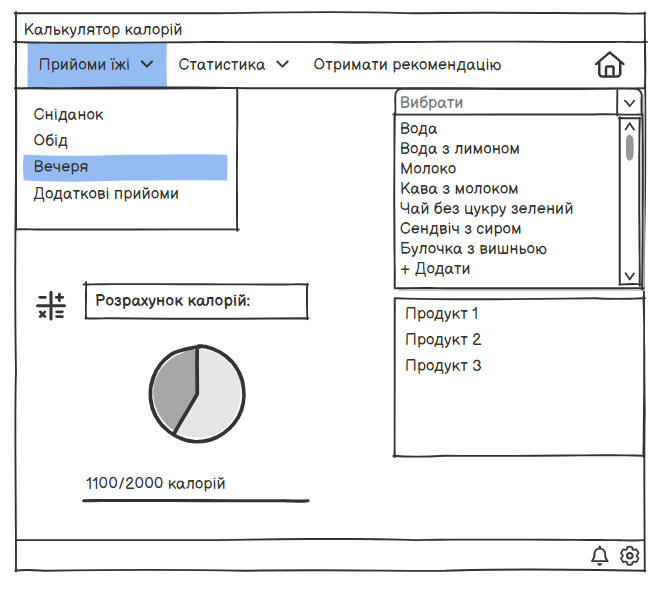 Калькулятор калорій
Прийоми їжі Статистика Отримати рекомендацію
Сніданок
Обід
Вечеря
Додаткові прийоми
Вибрати
Вода
Вода з лимоном
Молоко
Кава з молоком
Чай без цукру зелений
Сендвіч з сиром
Булочка з вишньою
+ Додати
Розрахунок калорій:
Продукт 1
Продукт 2
Продукт 3
1100/2000 калорій